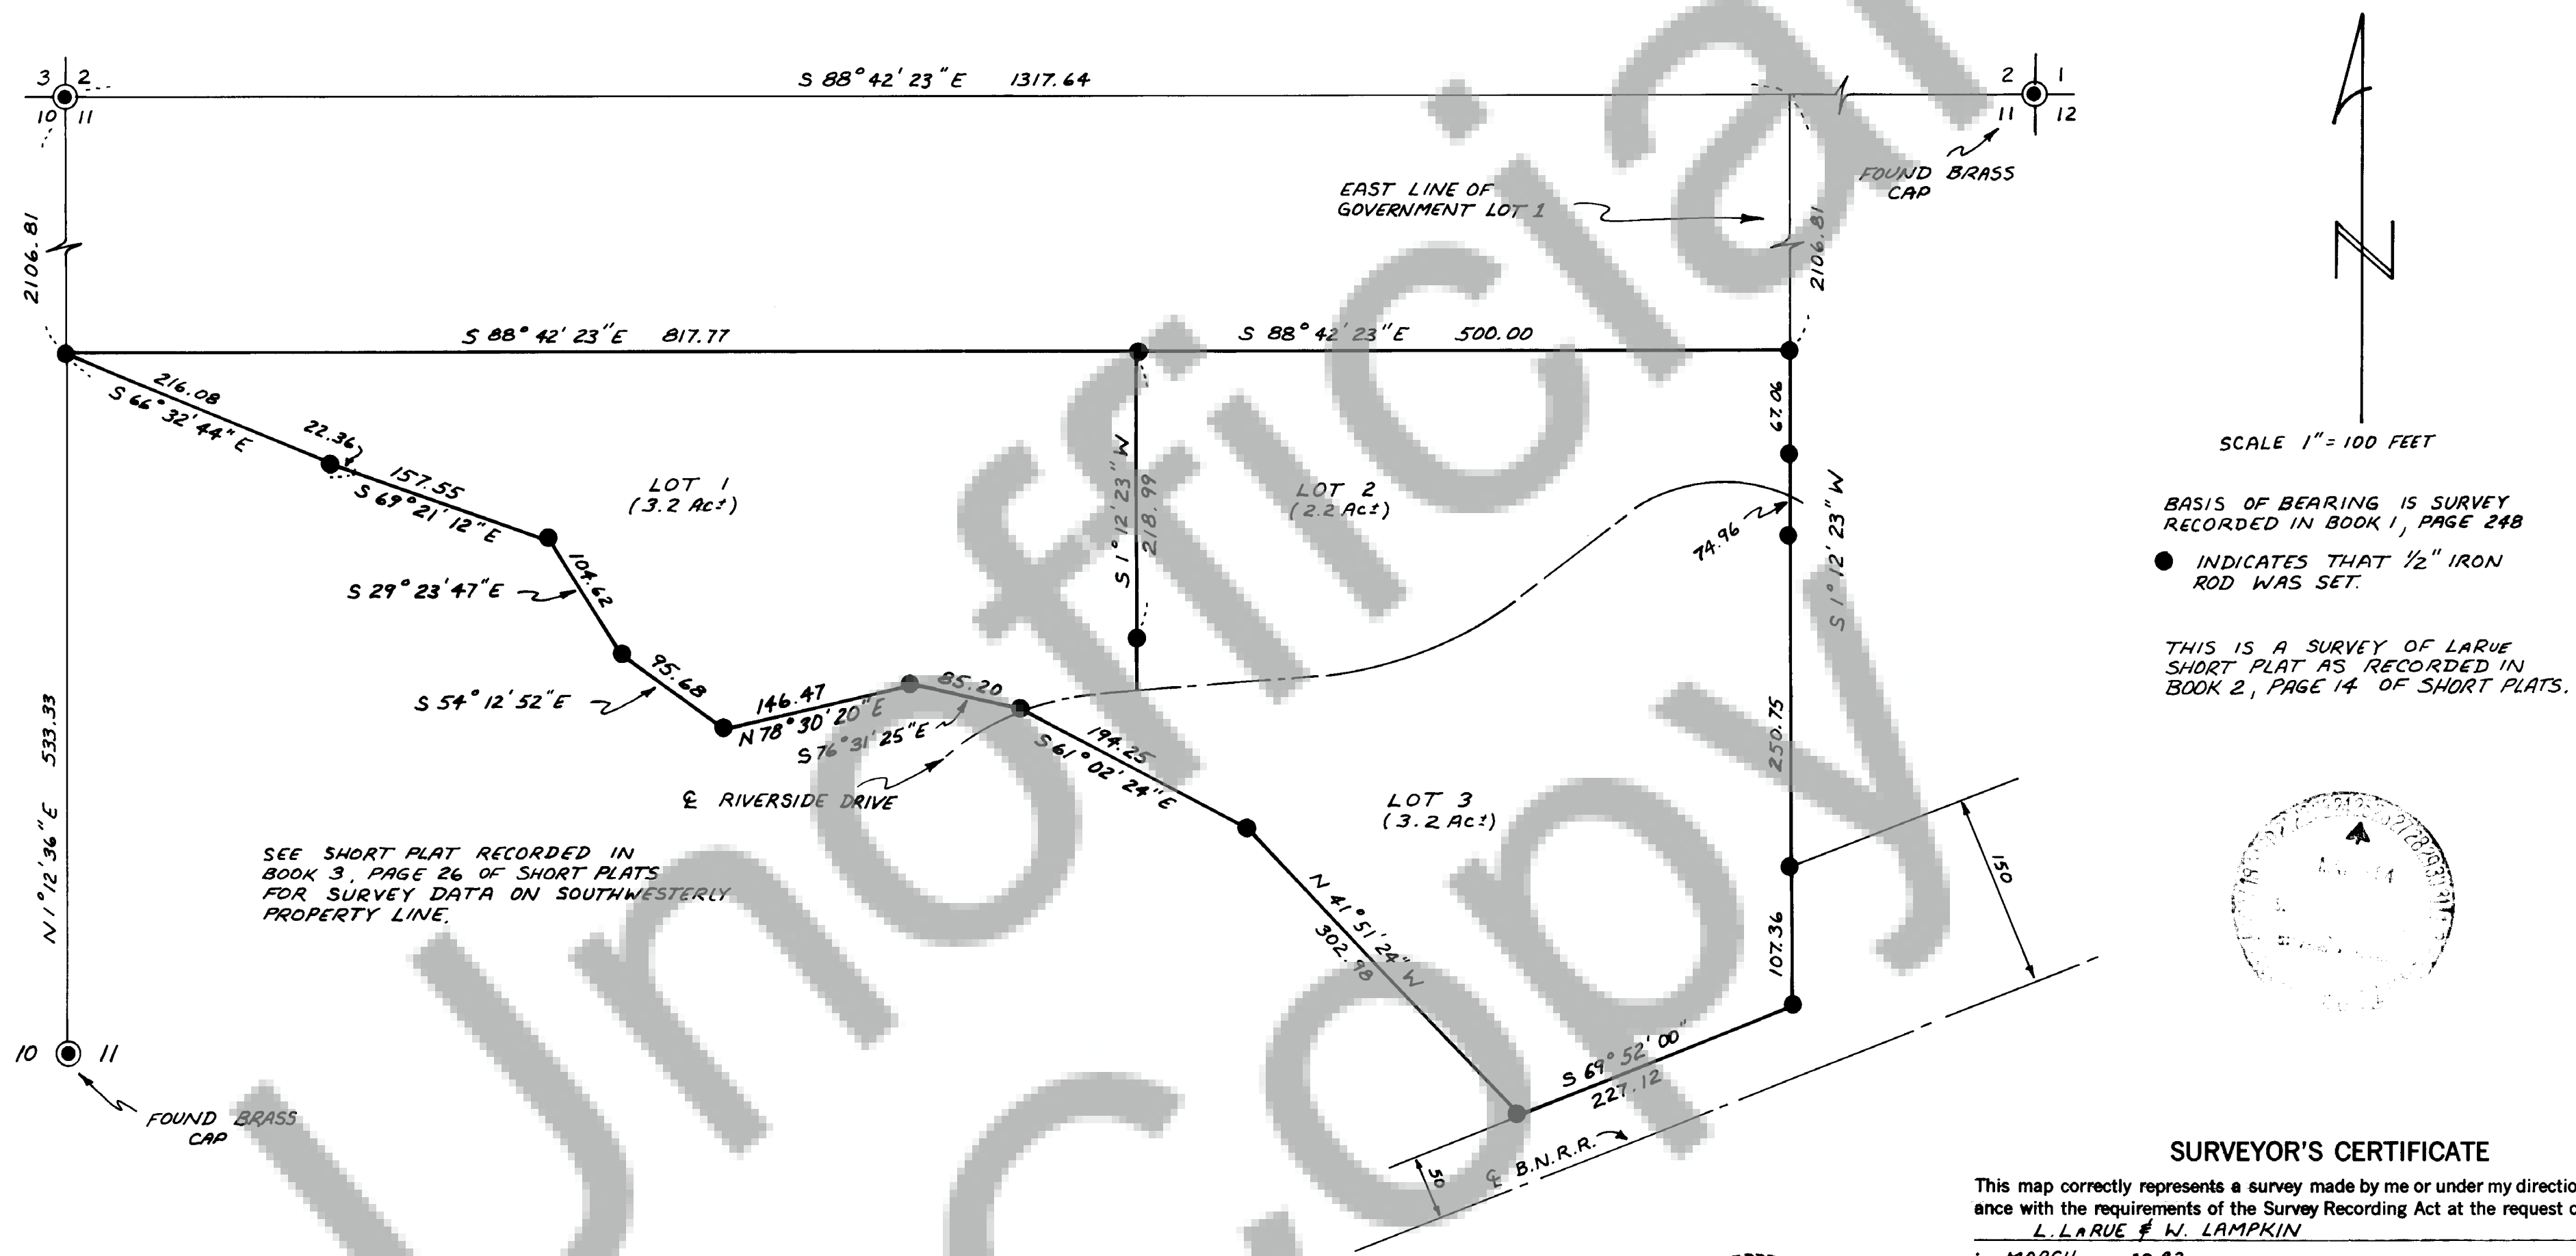 3 2
10 11
S 88° 42' 23" E 1317.64
2 1
11 12
FOUND BRASS
CAP
EAST LINE OF
GOVERNMENT LOT 1
2106.81
2106.81
S 88° 42' 23" E 817.77
S 88° 42' 23" E 500.00
216.08
S 66° 32' 44" E
22.36
157.55
S 69° 21' 12" E
LOT 1
(3.2 Ac±)
S 1° 12' 23" W
218.99
LOT 2
(2.2 Ac±)
67.06
74.96
S 1° 12' 23" W
S 29° 23' 47" E
104.62
S 54° 12' 52" E
95.68
146.47
N 78° 30' 20" E
85.20
S 76° 31' 25" E
194.25
S 61° 02' 24" E
℄ RIVERSIDE DRIVE
LOT 3
(3.2 Ac±)
250.75
107.36
150
N 41° 51' 24" W
302.98
S 69° 52' 00"
227.12
50
℄ B.N.R.R.
N 1° 12' 36" E 533.33
SEE SHORT PLAT RECORDED IN
BOOK 3, PAGE 26 OF SHORT PLATS
FOR SURVEY DATA ON SOUTHWESTERLY
PROPERTY LINE.
10 11
FOUND BRASS
CAP
N
SCALE 1" = 100 FEET
BASIS OF BEARING IS SURVEY
RECORDED IN BOOK 1, PAGE 248
INDICATES THAT ½" IRON
ROD WAS SET.
THIS IS A SURVEY OF LARUE
SHORT PLAT AS RECORDED IN
BOOK 2, PAGE 14 OF SHORT PLATS.
SURVEYOR'S CERTIFICATE
This map correctly represents a survey made by me or under my directio
ance with the requirements of the Survey Recording Act at the request o
L. LARUE & W. LAMPKIN
Unofficial
Copy